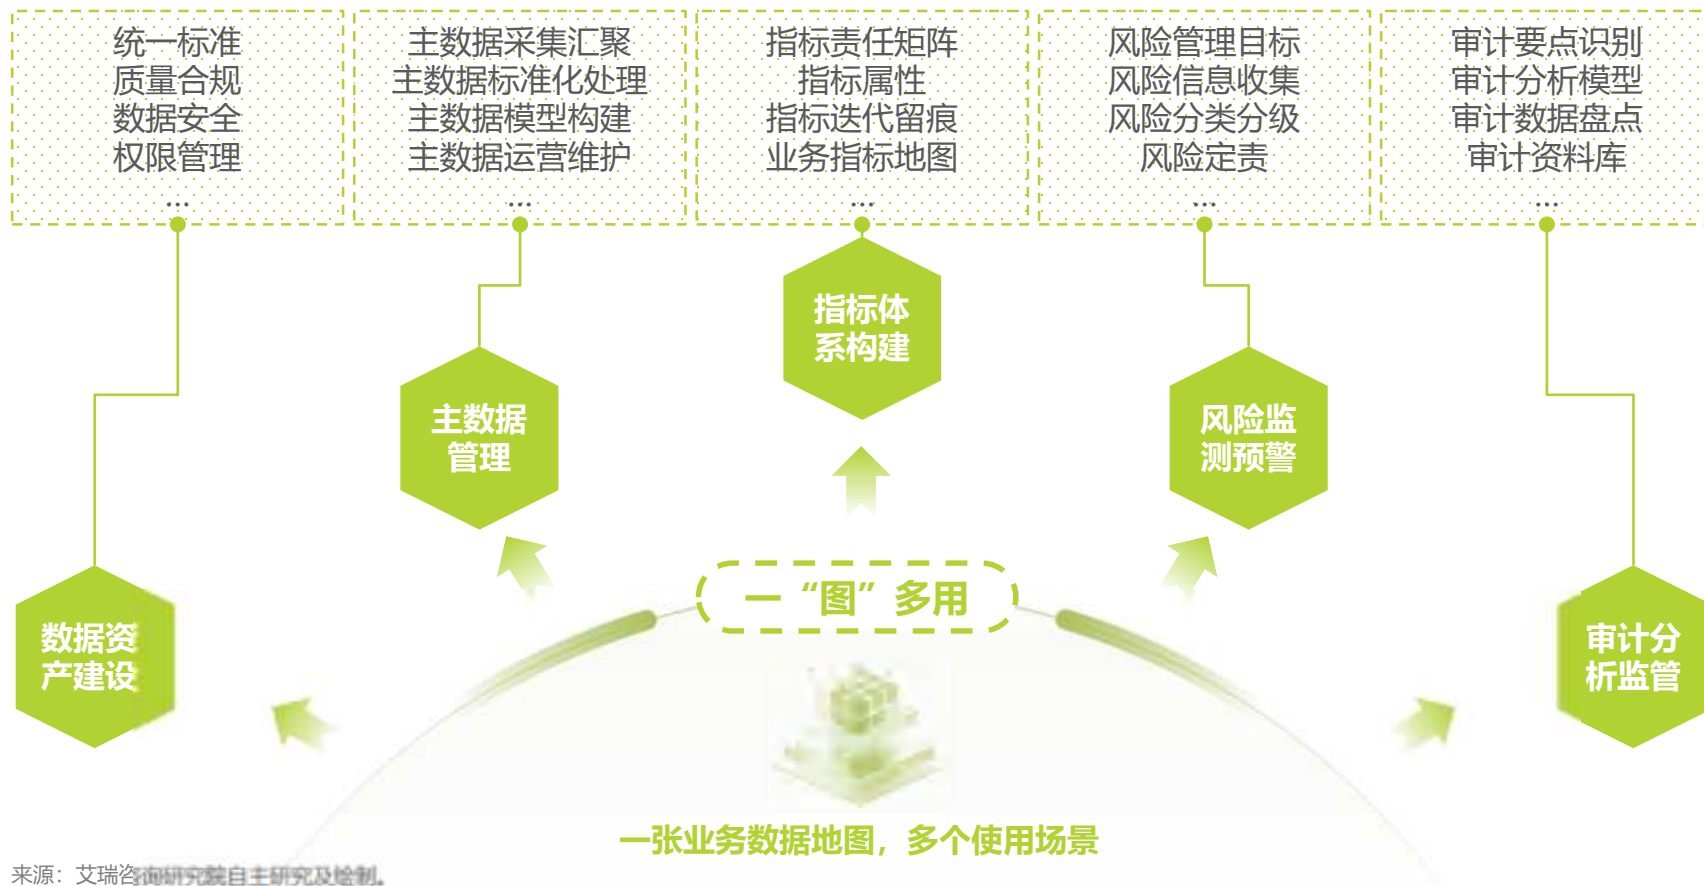 统一标准
质量合规
数据安全
权限管理
...
主数据采集汇聚
主数据标准化处理
主数据模型构建
主数据运营维护
...
指标责任矩阵
指标属性
指标迭代留痕
业务指标地图
...
风险管理目标
风险信息收集
风险分类分级
风险定责
...
审计要点识别
审计分析模型
审计数据盘点
审计资料库
...
指标体
系构建
主数据
管理
风险监
测预警
数据资
产建设
审计分
析监管
一“图”多用
一张业务数据地图，多个使用场景
来源：艾瑞咨询研究院自主研究及绘制。